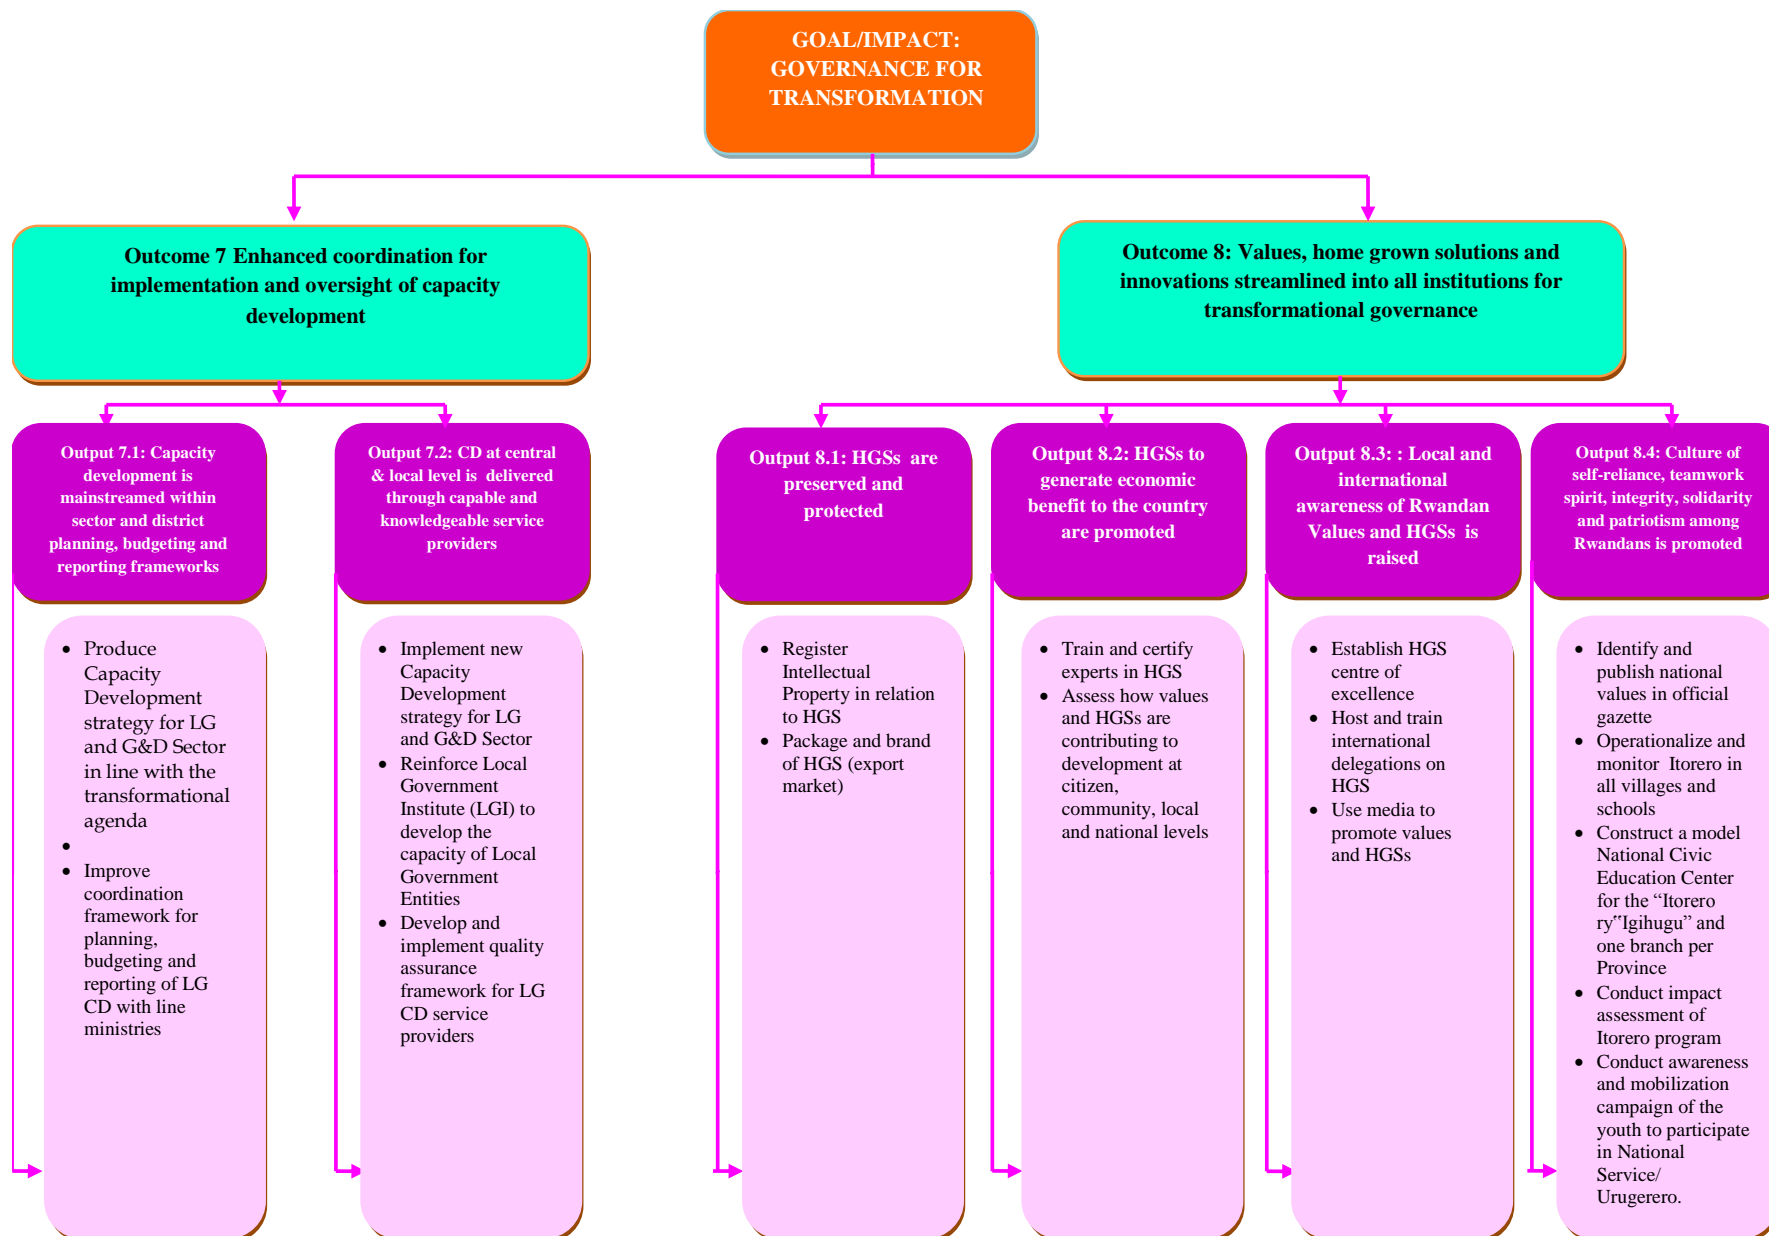 GOAL/IMPACT:
GOVERNANCE FOR
TRANSFORMATION
Outcome 7 Enhanced coordination for
implementation and oversight of capacity
development
Outcome 8: Values, home grown solutions and
innovations streamlined into all institutions for
transformational governance
Output 7.1: Capacity
development is
mainstreamed within
sector and district
planning, budgeting and
reporting frameworks
Output 7.2: CD at central
& local level is delivered
through capable and
knowledgeable service
providers
Output 8.1: HGSs are
preserved and
protected
Output 8.2: HGSs to
generate economic
benefit to the country
are promoted
Output 8.3: : Local and
international
awareness of Rwandan
Values and HGSs is
raised
Output 8.4: Culture of
self-reliance, teamwork
spirit, integrity, solidarity
and patriotism among
Rwandans is promoted
• Produce
Capacity
Development
strategy for LG
and G&D Sector
in line with the
transformational
agenda
•
• Improve
coordination
framework for
planning,
budgeting and
reporting of LG
CD with line
ministries
• Implement new
Capacity
Development
strategy for LG
and G&D Sector
• Reinforce Local
Government
Institute (LGI) to
develop the
capacity of Local
Government
Entities
• Develop and
implement quality
assurance
framework for LG
CD service
providers
• Register
Intellectual
Property in relation
to HGS
• Package and brand
of HGS (export
market)
• Train and certify
experts in HGS
• Assess how values
and HGSs are
contributing to
development at
citizen,
community, local
and national levels
• Establish HGS
centre of
excellence
• Host and train
international
delegations on
HGS
• Use media to
promote values
and HGSs
• Identify and
publish national
values in official
gazette
• Operationalize and
monitor Itorero in
all villages and
schools
• Construct a model
National Civic
Education Center
for the “Itorero
ry‟Igihugu” and
one branch per
Province
• Conduct impact
assessment of
Itorero program
• Conduct awareness
and mobilization
campaign of the
youth to participate
in National
Service/
Urugerero.